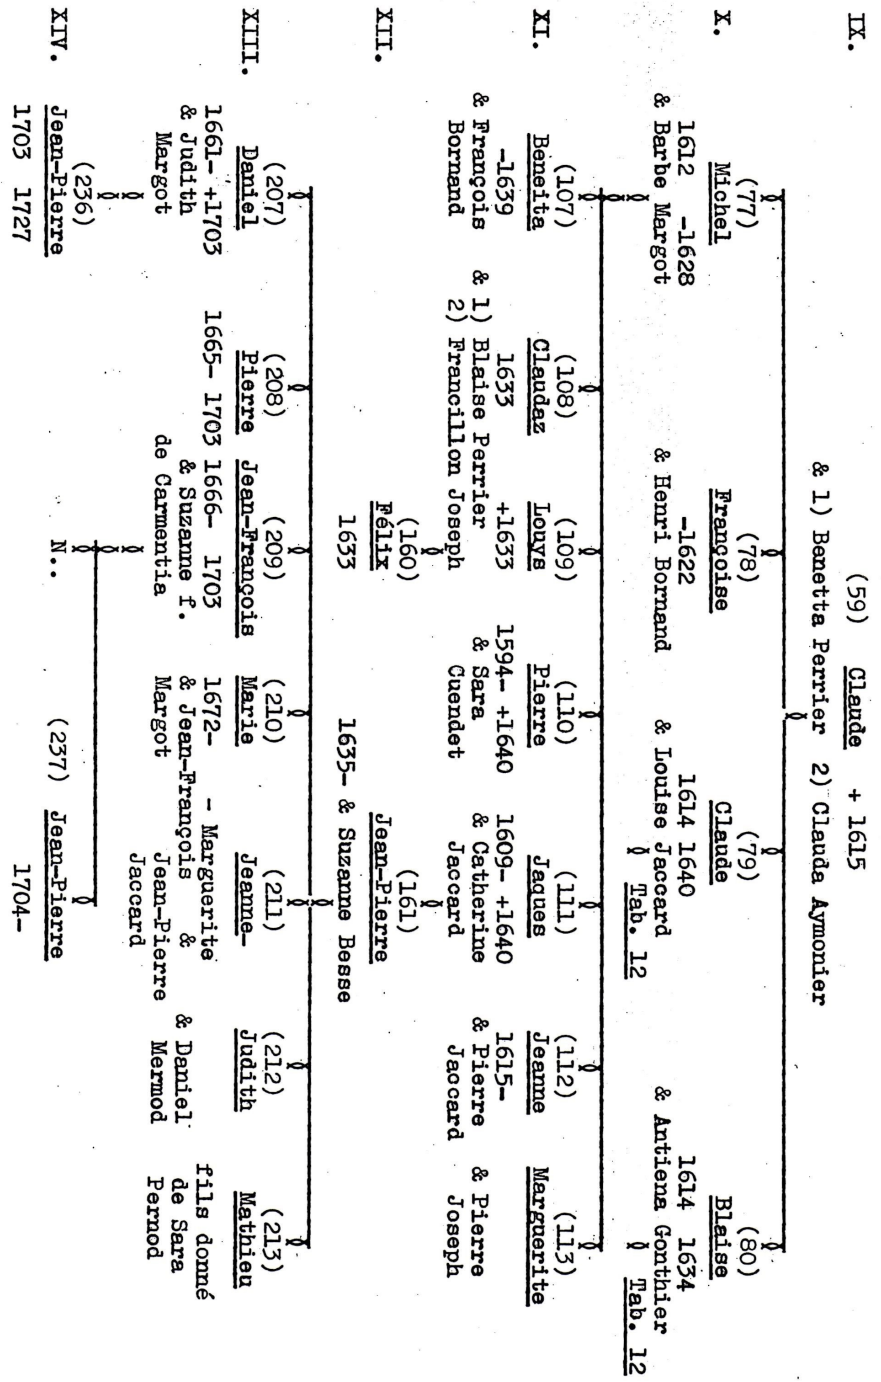 IX.
(59) Claude + 1615
& 1) Benetta Perrier 2) Clauda Aymonier
X.
(77) (78) (79) (80)
Michel Françoise Claude Blaise
1612 -1628 -1622 1614 1640 1614 1634
& Barbe Margot & Henri Bornand & Louise Jaccard & Antiena Gonthier
Tab. 12 Tab. 12
XI.
(107) (108) (109) (110) (111) (112) (113)
Beneita Claudaz Louys Pierre Jaques Jeanne Marguerite
-1639 1633 +1633 1594- +1640 1609- +1640 1615-
& François & 1) Blaise Perrier & Sara & Catherine & Pierre & Pierre
Bornand 2) Francillon Joseph Cuendet Jaccard Jaccard Joseph
XII.
(160) (161)
Félix Jean-Pierre
1633 1635- & Suzanne Besse
XIII.
(207) (208) (209) (210) (211) (212) (213)
Daniel Pierre Jean-François Marie Jeanne- Judith Mathieu
1661- +1703 1665- 1703 1666- 1703 1672- - Marguerite & Daniel fils donné
& Judith & Suzanne f. & Jean-François & Mermod de Sara
Margot de Carmentia Margot Jean-Pierre Pernod
Jaccard
XIV.
(236) (237)
Jean-Pierre N.. Jean-Pierre
1703 1727 1704-